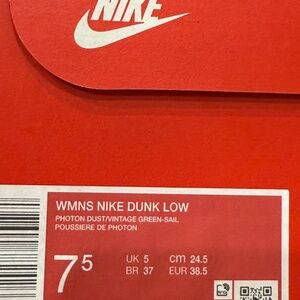 NIKE
WMNS NIKE DUNK LOW
PHOTON DUST/VINTAGE GREEN-SAIL
POUSSIERE DE PHOTON
7 5
UK 5 cm 24.5
BR 37 EUR 38.5